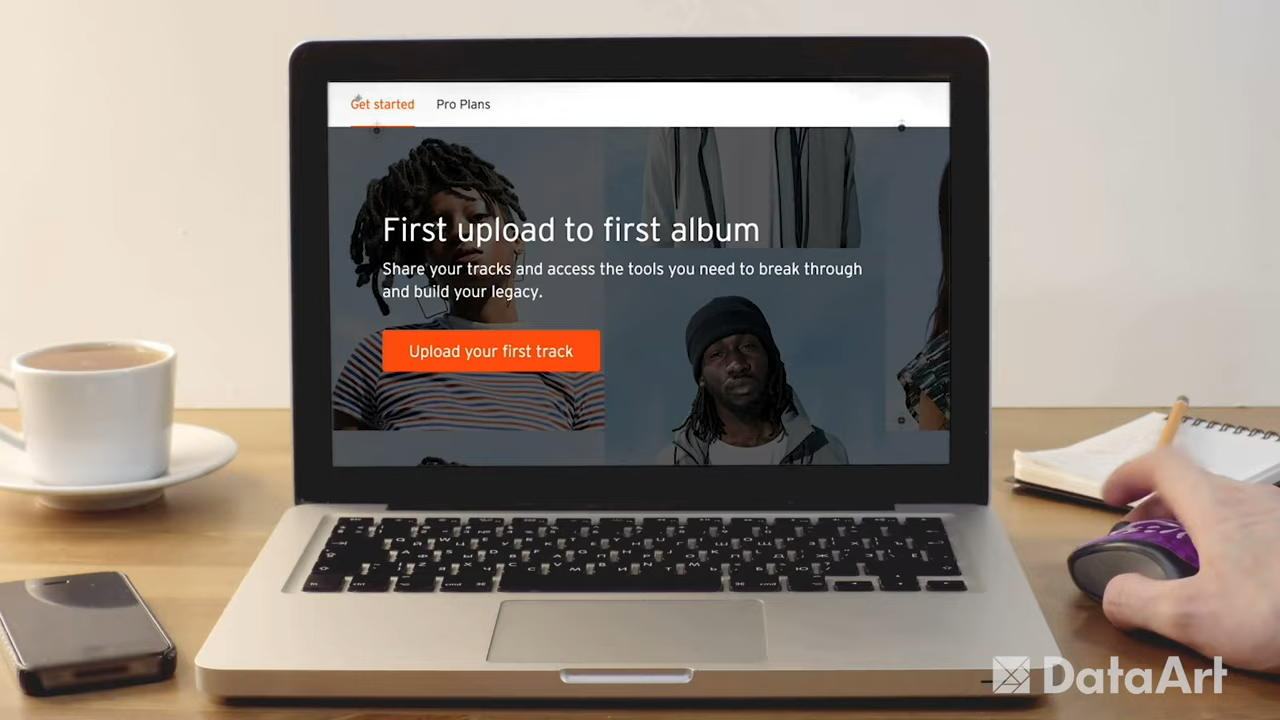 Get started
Pro Plans
First upload to first album
Share your tracks and access the tools you need to break through
and build your legacy.
Upload your first track
DataArt